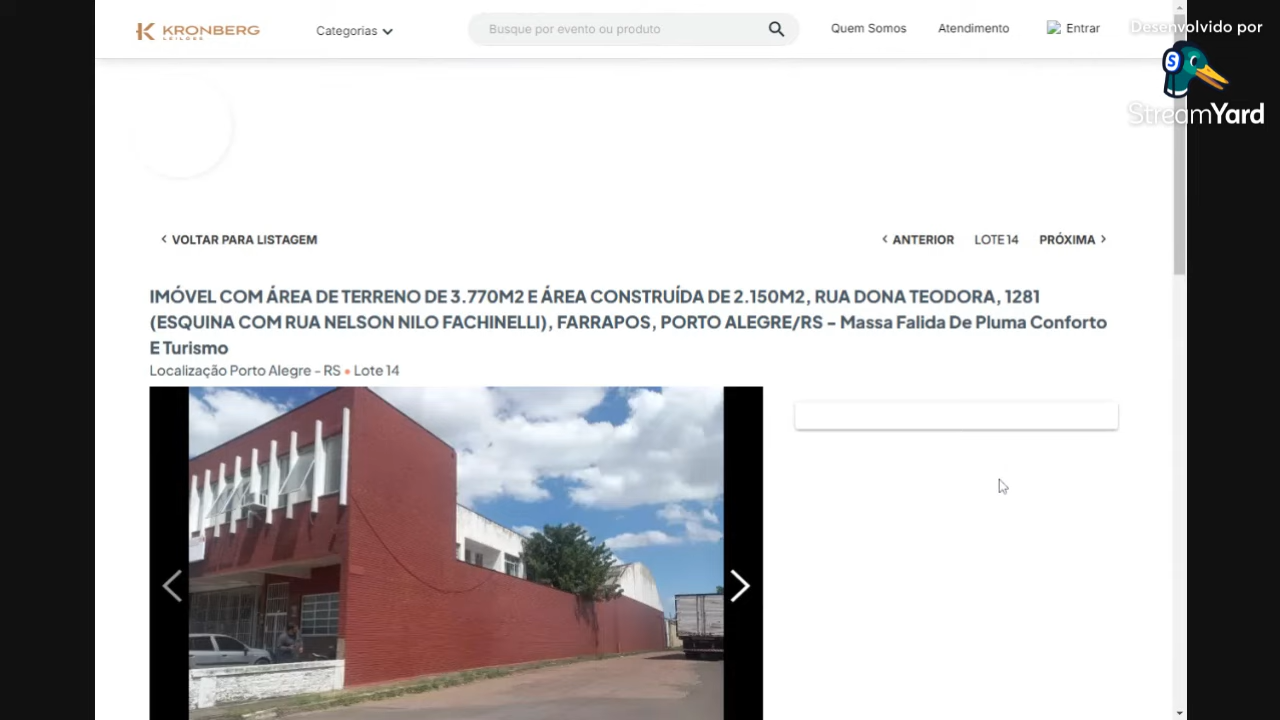 KRONBERG
LEILÕES
Categorias
Busque por evento ou produto
Quem Somos
Atendimento
Entrar
Desenvolvido por
S
StreamYard
VOLTAR PARA LISTAGEM
ANTERIOR
LOTE 14
PRÓXIMA
IMÓVEL COM ÁREA DE TERRENO DE 3.770M2 E ÁREA CONSTRUÍDA DE 2.150M2, RUA DONA TEODORA, 1281
(ESQUINA COM RUA NELSON NILO FACHINELLI), FARRAPOS, PORTO ALEGRE/RS – Massa Falida De Pluma Conforto
E Turismo
Localização Porto Alegre - RS • Lote 14